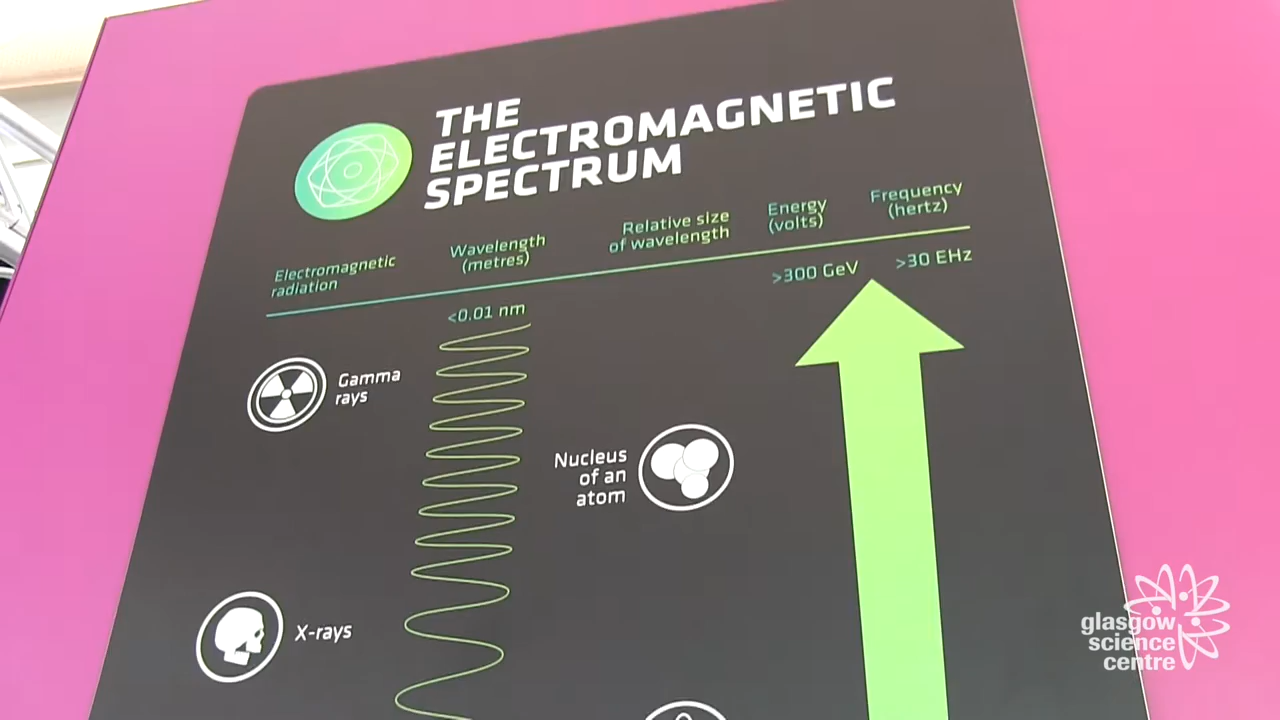 THE
ELECTROMAGNETIC
SPECTRUM
Electromagnetic
radiation
Wavelength
(metres)
Relative size
of wavelength
Energy
(volts)
Frequency
(hertz)
<0.01 nm
>300 GeV
>30 EHz
Gamma
rays
Nucleus
of an
atom
X-rays
glasgow
science
centre